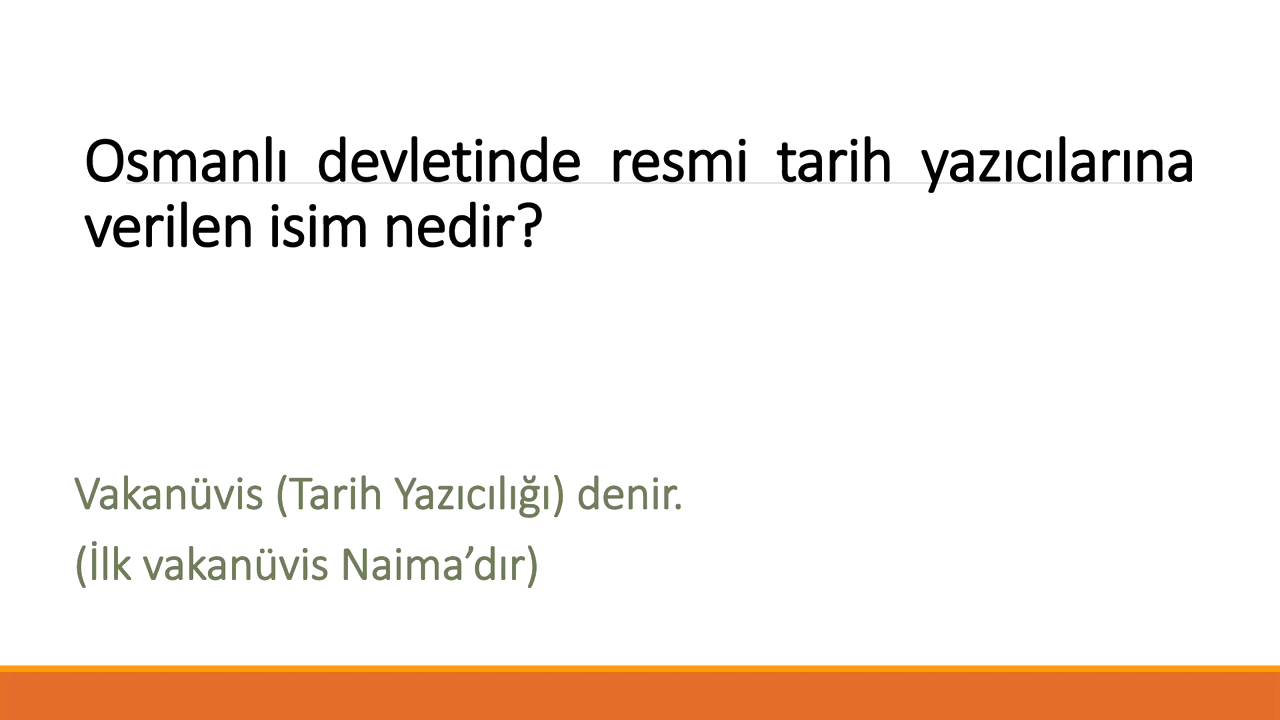 Osmanlı devletinde resmi tarih yazıcılarına
verilen isim nedir?
Vakanüvis (Tarih Yazıcılığı) denir.
(İlk vakanüvis Naima’dır)